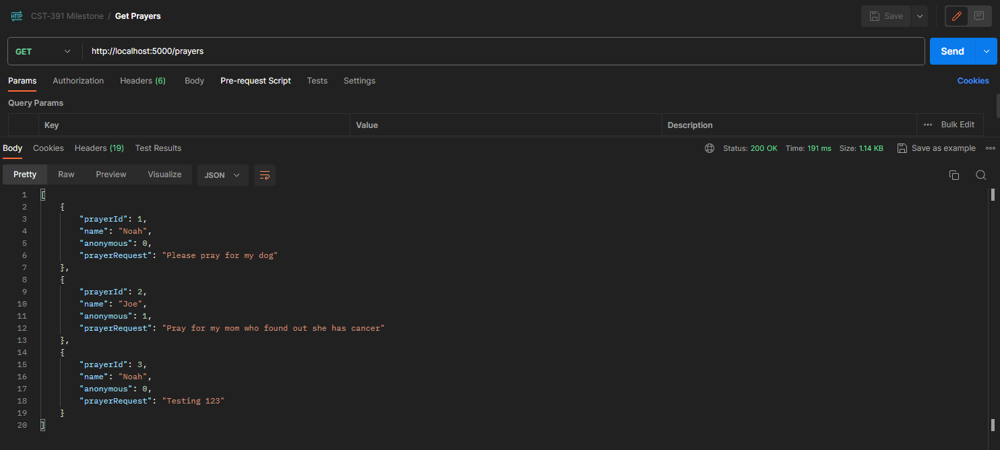 HTTP CST-391 Milestone / Get Prayers Save
GET http://localhost:5000/prayers Send
Params Authorization Headers (6) Body Pre-request Script Tests Settings Cookies
Query Params
Key Value Description Bulk Edit
Body Cookies Headers (19) Test Results Status: 200 OK Time: 191 ms Size: 1.14 KB Save as example
Pretty Raw Preview Visualize JSON
1 [
2 {
3 "prayerId": 1,
4 "name": "Noah",
5 "anonymous": 0,
6 "prayerRequest": "Please pray for my dog"
7 },
8 {
9 "prayerId": 2,
10 "name": "Joe",
11 "anonymous": 1,
12 "prayerRequest": "Pray for my mom who found out she has cancer"
13 },
14 {
15 "prayerId": 3,
16 "name": "Noah",
17 "anonymous": 0,
18 "prayerRequest": "Testing 123"
19 }
20 ]